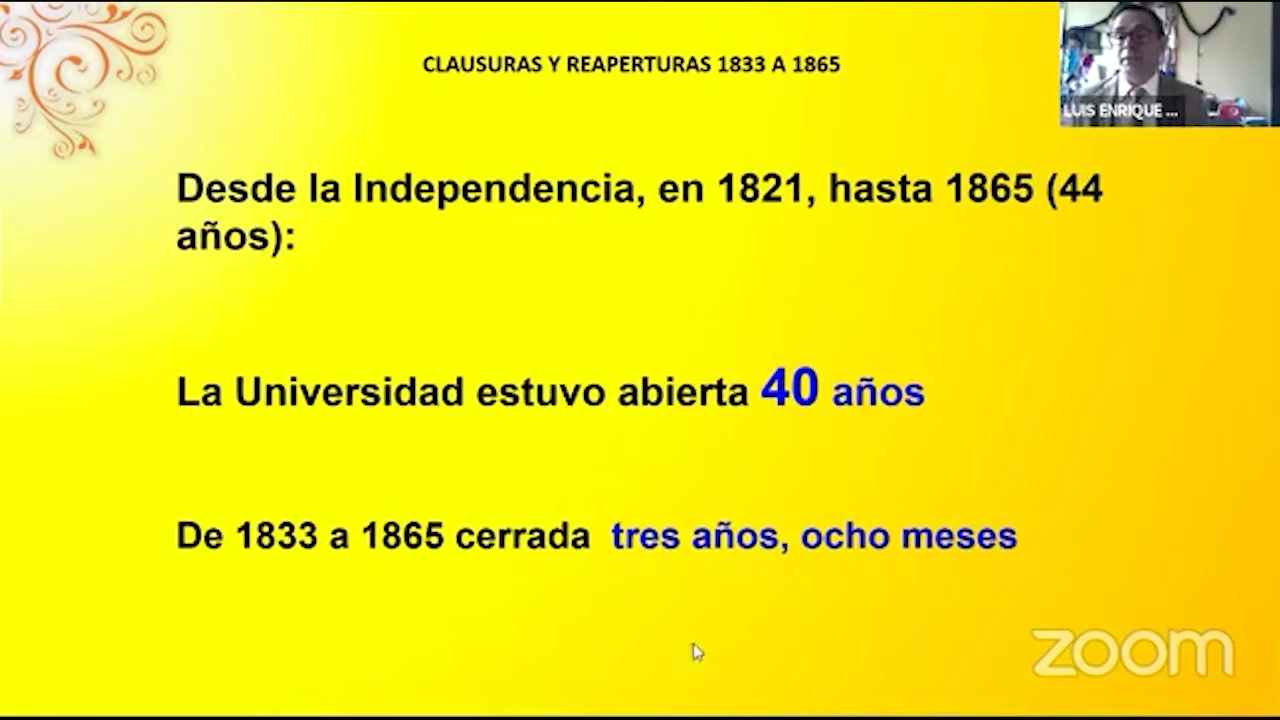 CLAUSURAS Y REAPERTURAS 1833 A 1865
LUIS ENRIQUE ...
Desde la Independencia, en 1821, hasta 1865 (44
años):
La Universidad estuvo abierta 40 años
De 1833 a 1865 cerrada tres años, ocho meses
zoom